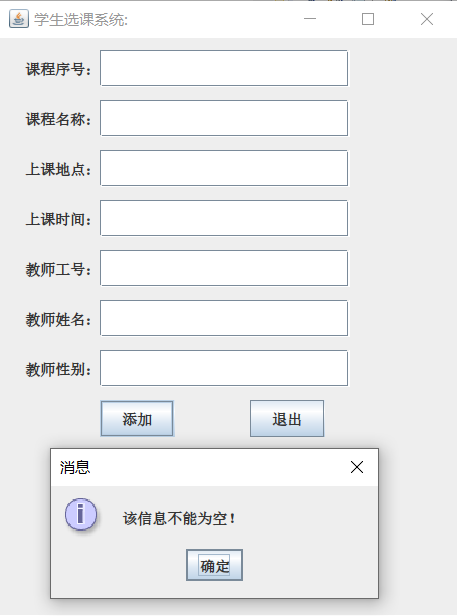 学生选课系统:
课程序号：
课程名称：
上课地点：
上课时间：
教师工号：
教师姓名：
教师性别：
添加 退出
消息
该信息不能为空！
确定